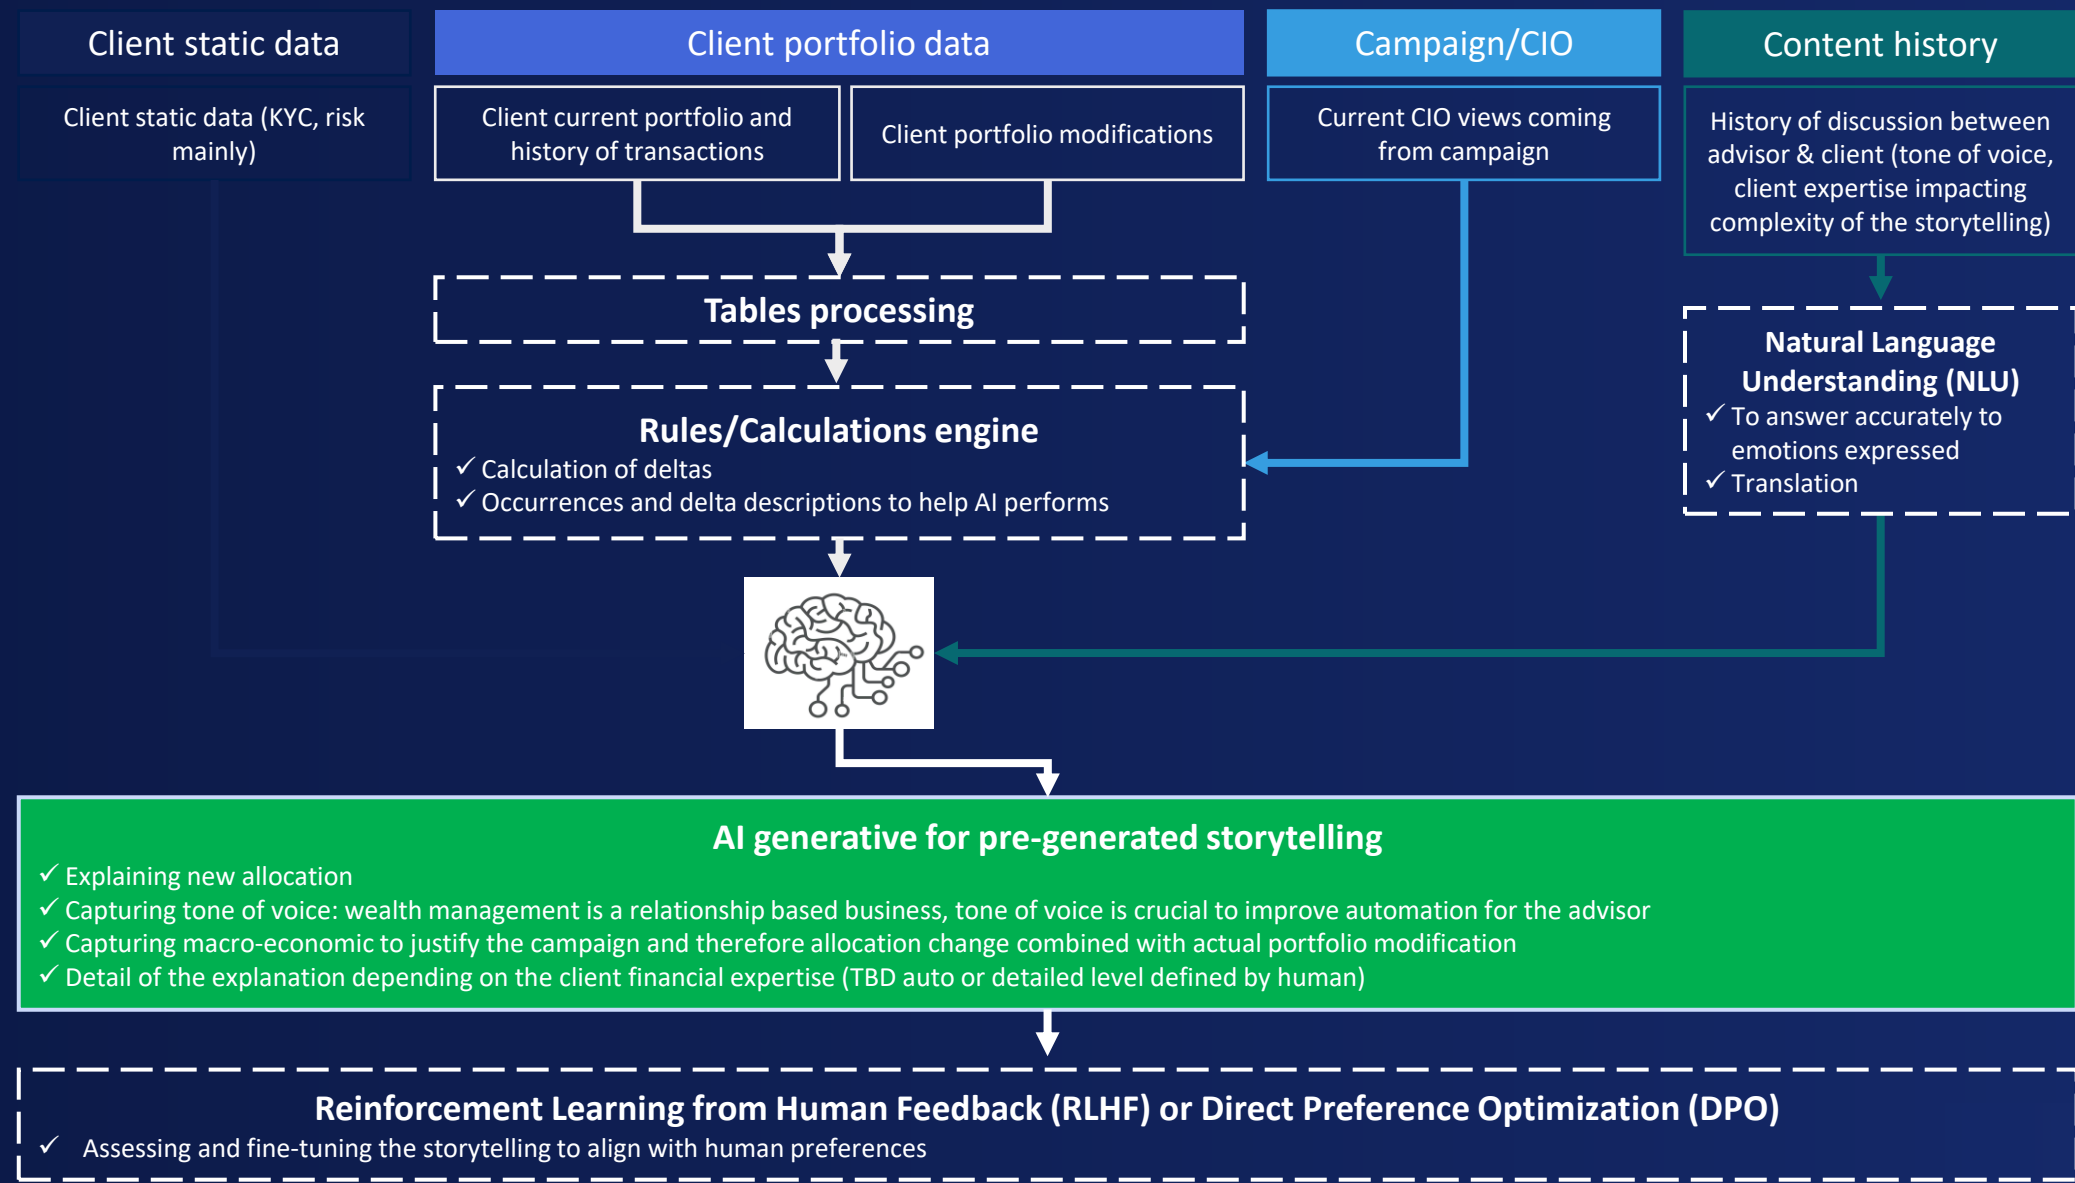 Client static data
Client portfolio data
Campaign/CIO
Content history
Client static data (KYC, risk
mainly)
Client current portfolio and
history of transactions
Client portfolio modifications
Current CIO views coming
from campaign
History of discussion between
advisor & client (tone of voice,
client expertise impacting
complexity of the storytelling)
Tables processing
Rules/Calculations engine
✓ Calculation of deltas
✓ Occurrences and delta descriptions to help AI performs
Natural Language
Understanding (NLU)
✓ To answer accurately to
emotions expressed
✓ Translation
AI generative for pre-generated storytelling
✓ Explaining new allocation
✓ Capturing tone of voice: wealth management is a relationship based business, tone of voice is crucial to improve automation for the advisor
✓ Capturing macro-economic to justify the campaign and therefore allocation change combined with actual portfolio modification
✓ Detail of the explanation depending on the client financial expertise (TBD auto or detailed level defined by human)
Reinforcement Learning from Human Feedback (RLHF) or Direct Preference Optimization (DPO)
✓ Assessing and fine-tuning the storytelling to align with human preferences